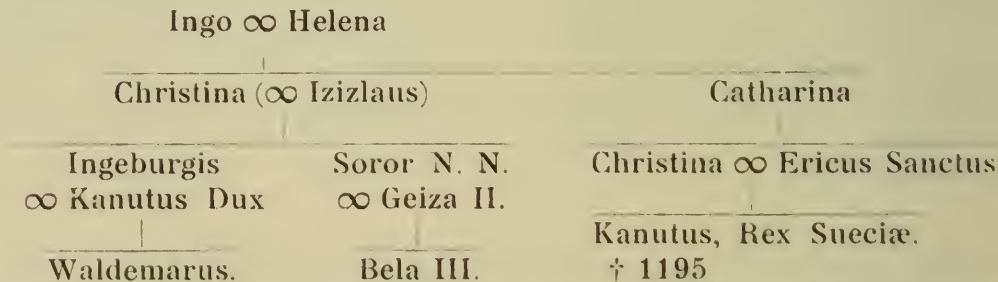 Ingo ∞ Helena
Christina (∞ Izizlaus) Catharina
Ingeburgis Soror N. N. Christina ∞ Ericus Sanctus
∞ Kanutus Dux ∞ Geiza II.
Kanutus, Rex Sueciæ.
Waldemarus. Bela III. † 1195